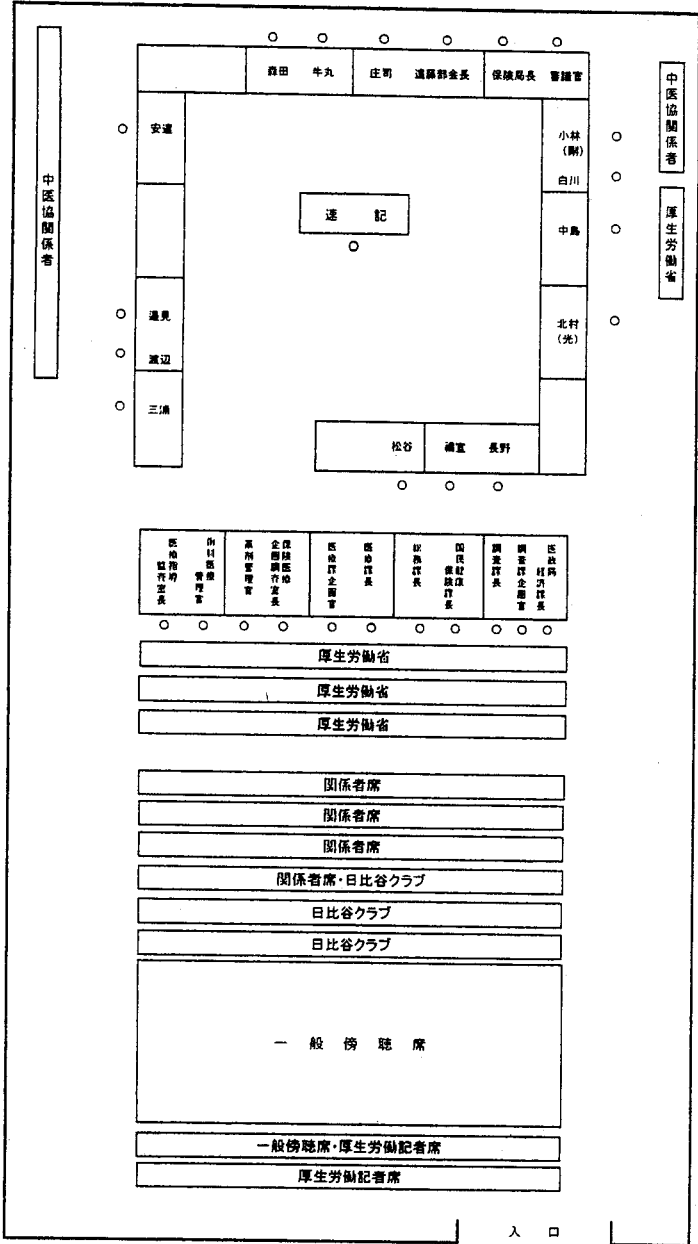 森田 牛丸 庄司 遠藤部会長 保険局長 審議官
中医協関係者
安達
小林
(剛)
白川
中島
北村
(光)
中医協関係者
厚生労働省
速記
邉見
渡辺
三浦
松谷 禰宜 長野
医療指導
監査室長
歯科医療
管理官
薬剤管理官
保険医療
企画調査室長
医療課企画官
医療課長
総務課長
国民健康
保険課長
調査課長
調査課企画官
医政局
経済課長
厚生労働省
厚生労働省
厚生労働省
関係者席
関係者席
関係者席
関係者席・日比谷クラブ
日比谷クラブ
日比谷クラブ
一般傍聴席
一般傍聴席・厚生労働記者席
厚生労働記者席
入口